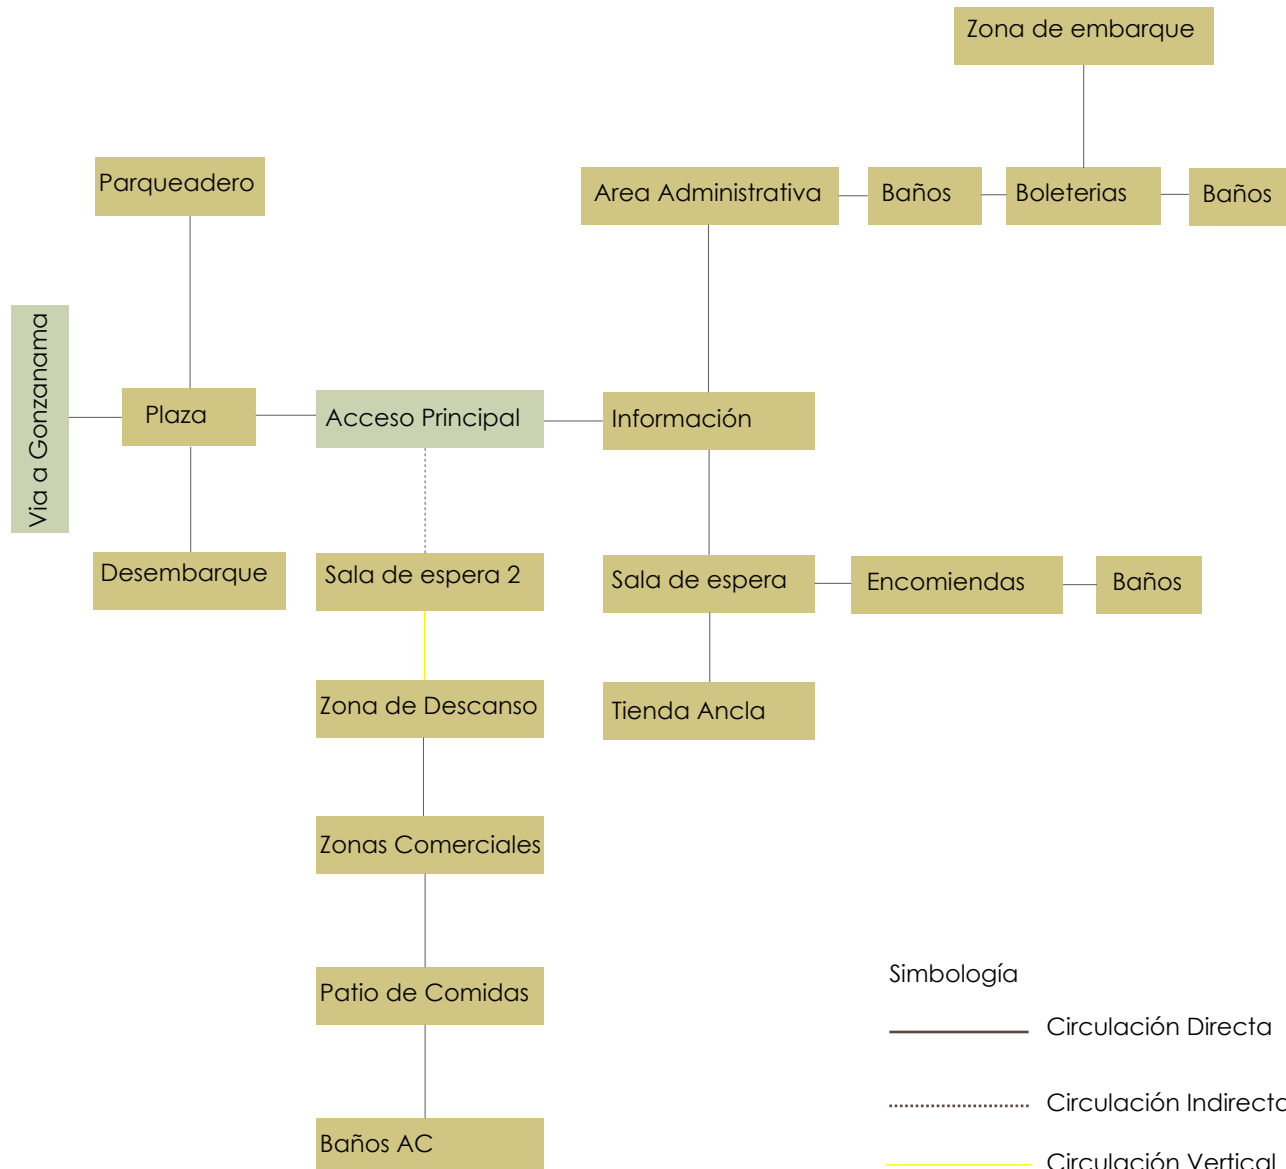 Zona de embarque
Parqueadero
Area Administrativa
Baños
Boleterias
Baños
Via a Gonzanama
Plaza
Acceso Principal
Información
Desembarque
Sala de espera 2
Sala de espera
Encomiendas
Baños
Zona de Descanso
Tienda Ancla
Zonas Comerciales
Patio de Comidas
Baños AC
Simbología
Circulación Directa
Circulación Indirecta
Circulación Vertical